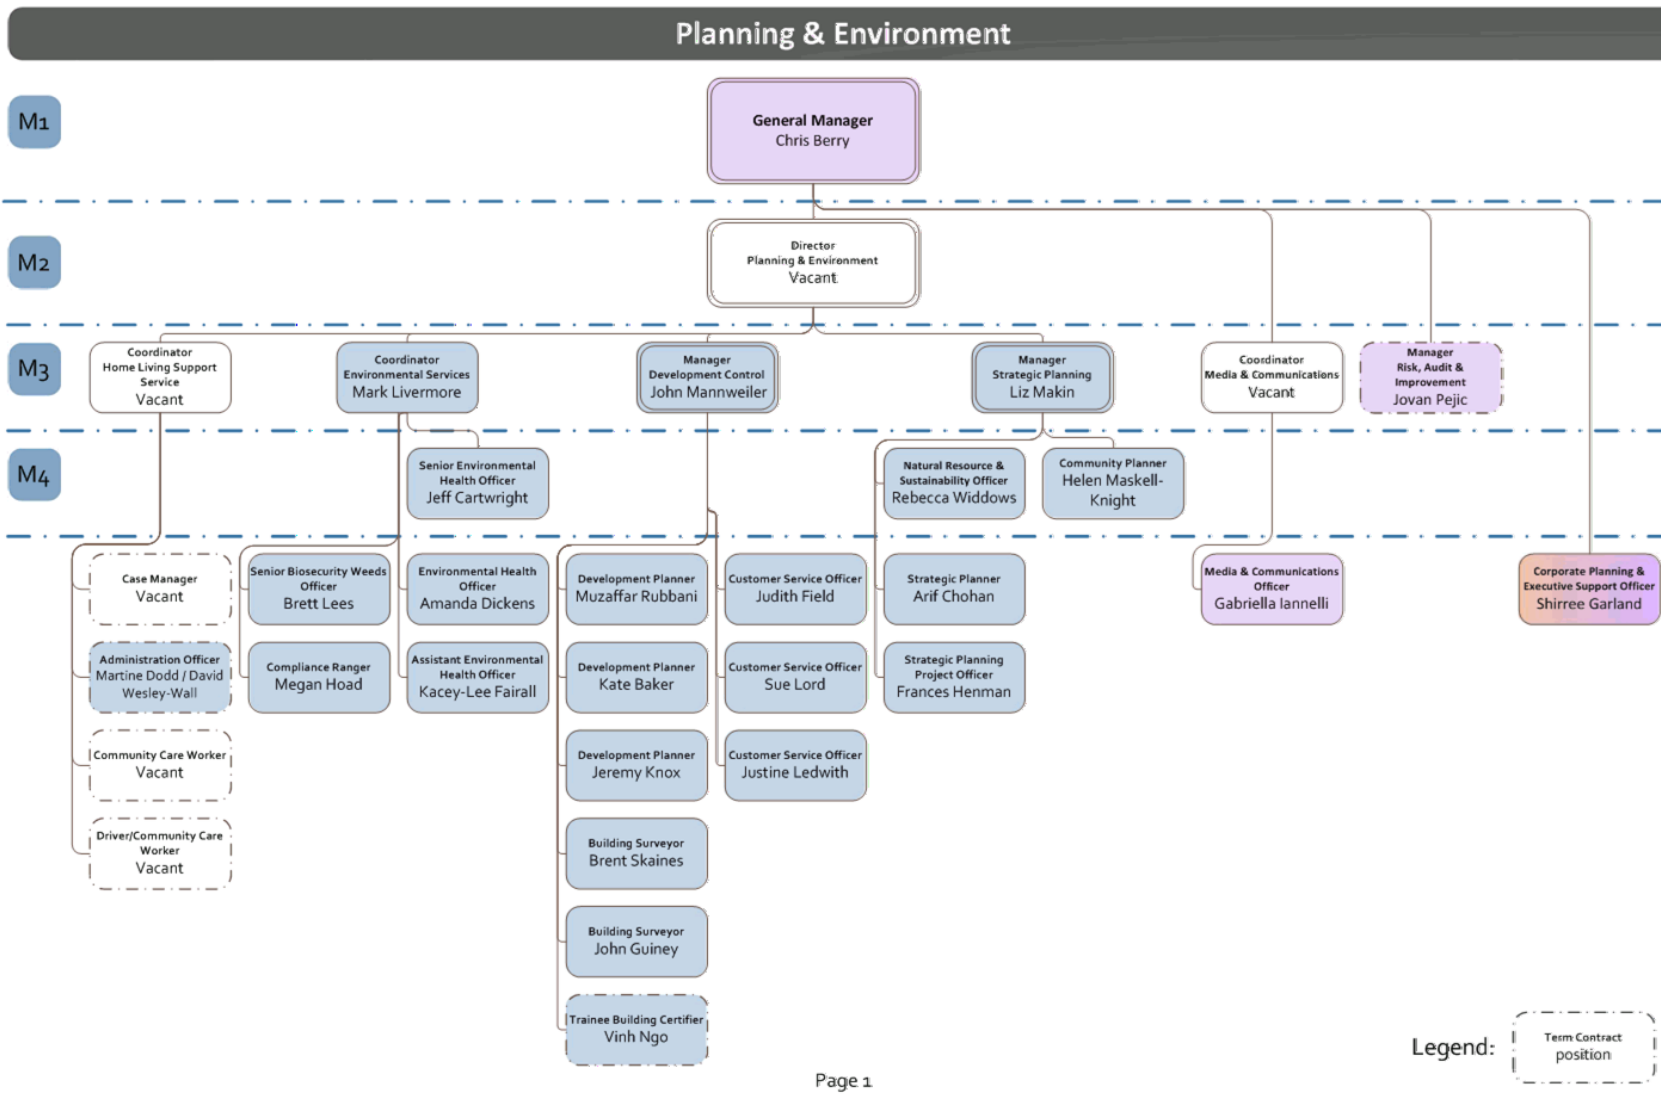 Planning & Environment
M1
General Manager
Chris Berry
M2
Director
Planning & Environment
Vacant
M3
Coordinator
Home Living Support
Service
Vacant
Coordinator
Environmental Services
Mark Livermore
Manager
Development Control
John Mannweiler
Manager
Strategic Planning
Liz Makin
Coordinator
Media & Communications
Vacant
Manager
Risk, Audit &
Improvement
Jovan Pejic
M4
Senior Environmental
Health Officer
Jeff Cartwright
Natural Resource &
Sustainability Officer
Rebecca Widdows
Community Planner
Helen Maskell-
Knight
Case Manager
Vacant
Senior Biosecurity Weeds
Officer
Brett Lees
Environmental Health
Officer
Amanda Dickens
Development Planner
Muzaffar Rubbani
Customer Service Officer
Judith Field
Strategic Planner
Arif Chohan
Media & Communications
Officer
Gabriella Iannelli
Corporate Planning &
Executive Support Officer
Shirree Garland
Administration Officer
Martine Dodd / David
Wesley-Wall
Compliance Ranger
Megan Hoad
Assistant Environmental
Health Officer
Kacey-Lee Fairall
Development Planner
Kate Baker
Customer Service Officer
Sue Lord
Strategic Planning
Project Officer
Frances Henman
Community Care Worker
Vacant
Development Planner
Jeremy Knox
Customer Service Officer
Justine Ledwith
Driver/Community Care
Worker
Vacant
Building Surveyor
Brent Skaines
Building Surveyor
John Guiney
Trainee Building Certifier
Vinh Ngo
Legend:
Term Contract
position
Page 1